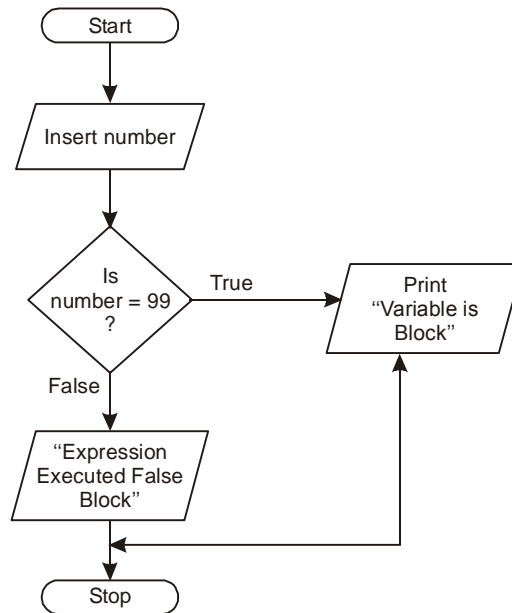 Start
Insert number
Is
number = 99
?
True
Print
“Variable is
Block”
False
“Expression
Executed False
Block”
Stop